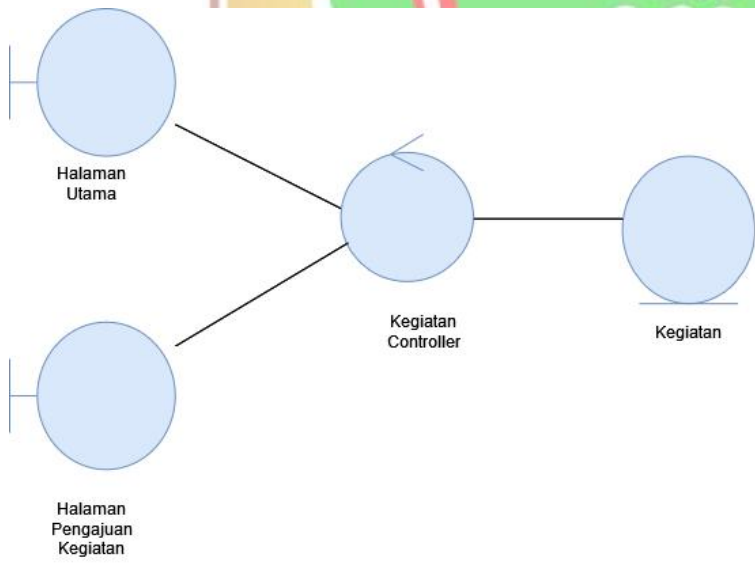 Halaman
Utama
Kegiatan
Controller
Kegiatan
Halaman
Pengajuan
Kegiatan